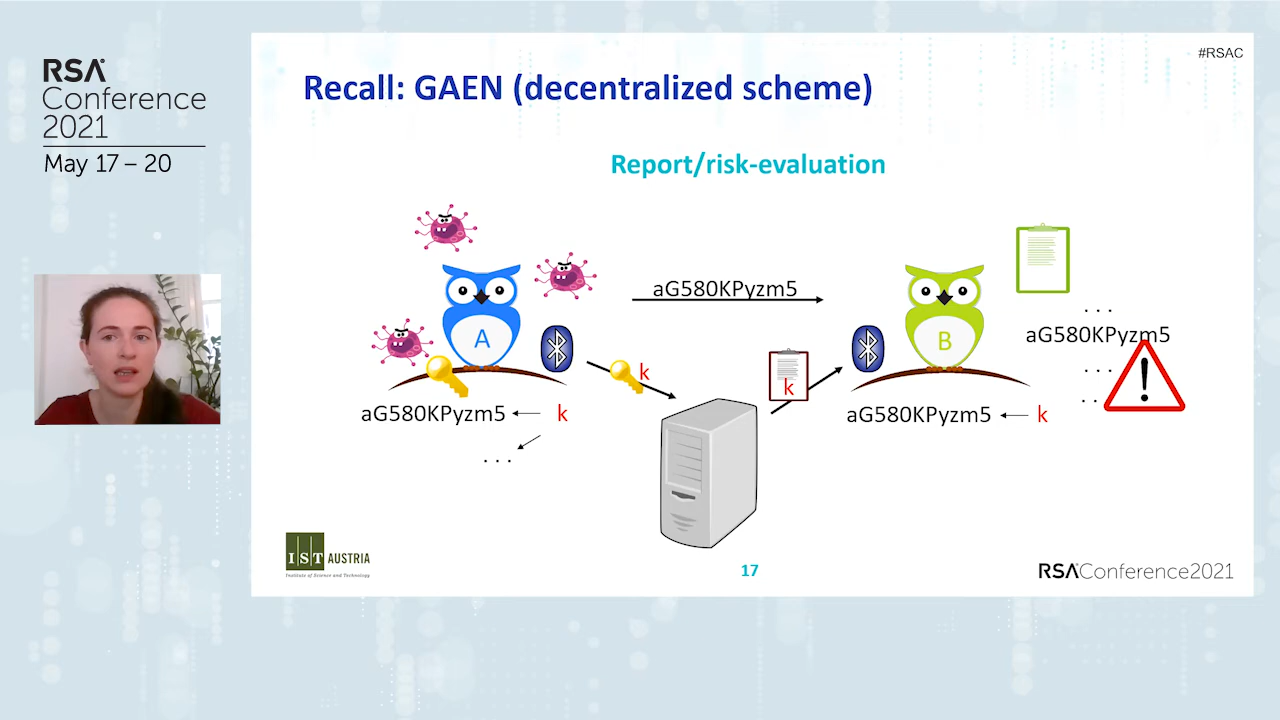 RSA
Conference
2021
May 17 – 20
#RSAC
Recall: GAEN (decentralized scheme)
Report/risk-evaluation
aG580KPyzm5
A
B
. . .
aG580KPyzm5
. . .
. .
k
k
aG580KPyzm5
k
. . .
aG580KPyzm5
k
IST AUSTRIA
Institute of Science and Technology
17
RSAConference2021